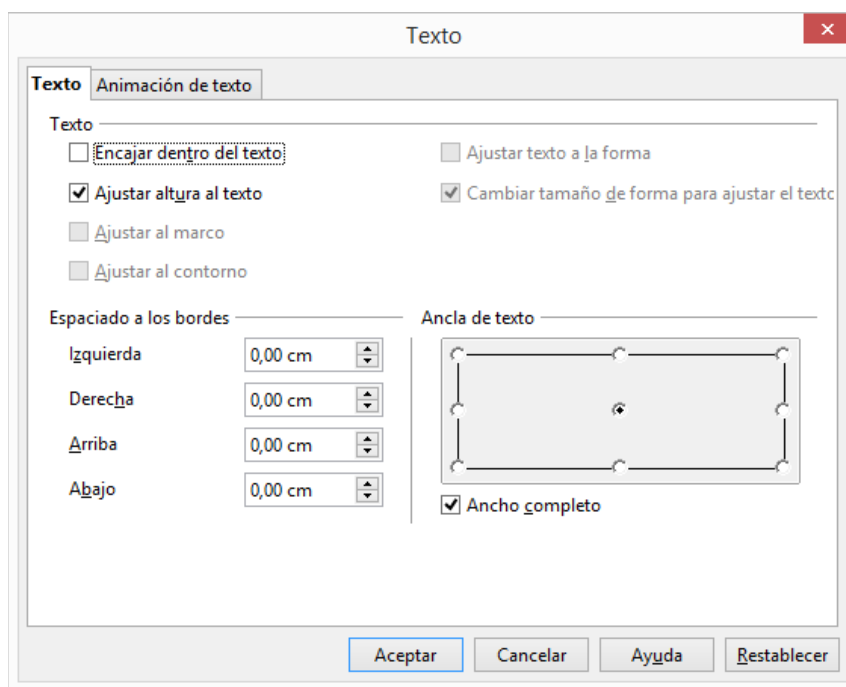 Texto
Texto Animación de texto
Texto
Encajar dentro del texto Ajustar texto a la forma
Ajustar altura al texto Cambiar tamaño de forma para ajustar el texto
Ajustar al marco
Ajustar al contorno
Espaciado a los bordes Ancla de texto
Izquierda 0,00 cm
Derecha 0,00 cm
Arriba 0,00 cm
Abajo 0,00 cm
Ancho completo
Aceptar Cancelar Ayuda Restablecer